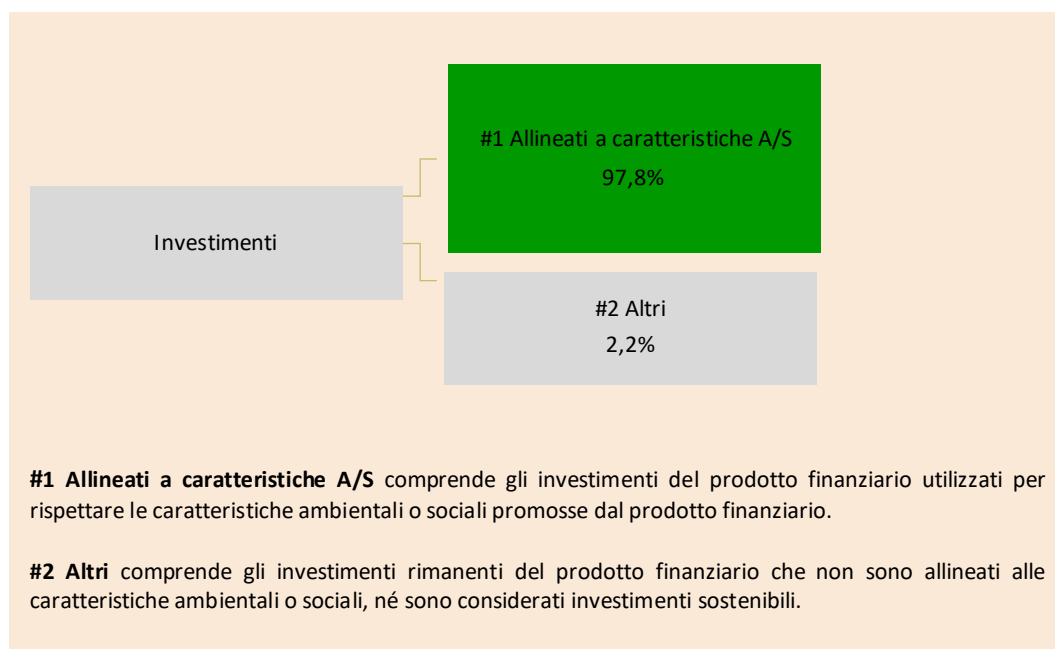 #1 Allineati a caratteristiche A/S
97,8%
Investimenti
#2 Altri
2,2%
#1 Allineati a caratteristiche A/S comprende gli investimenti del prodotto finanziario utilizzati per
rispettare le caratteristiche ambientali o sociali promosse dal prodotto finanziario.
#2 Altri comprende gli investimenti rimanenti del prodotto finanziario che non sono allineati alle
caratteristiche ambientali o sociali, né sono considerati investimenti sostenibili.